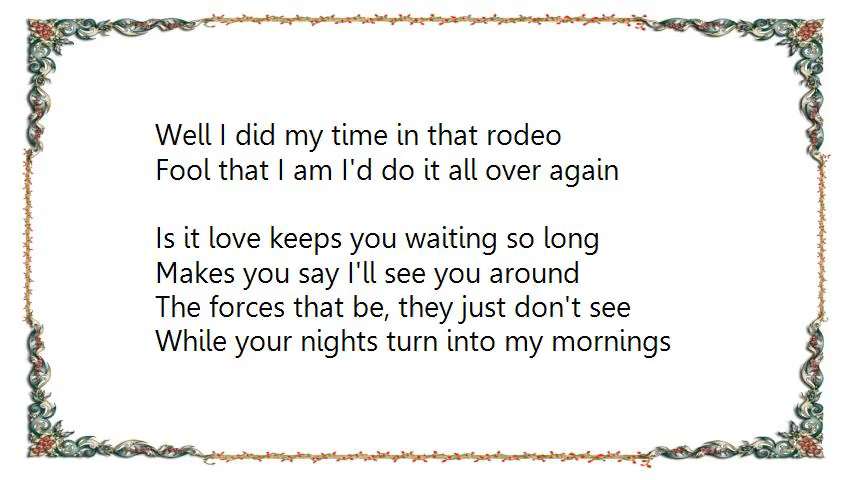 Well I did my time in that rodeo
Fool that I am I'd do it all over again
Is it love keeps you waiting so long
Makes you say I'll see you around
The forces that be, they just don't see
While your nights turn into my mornings